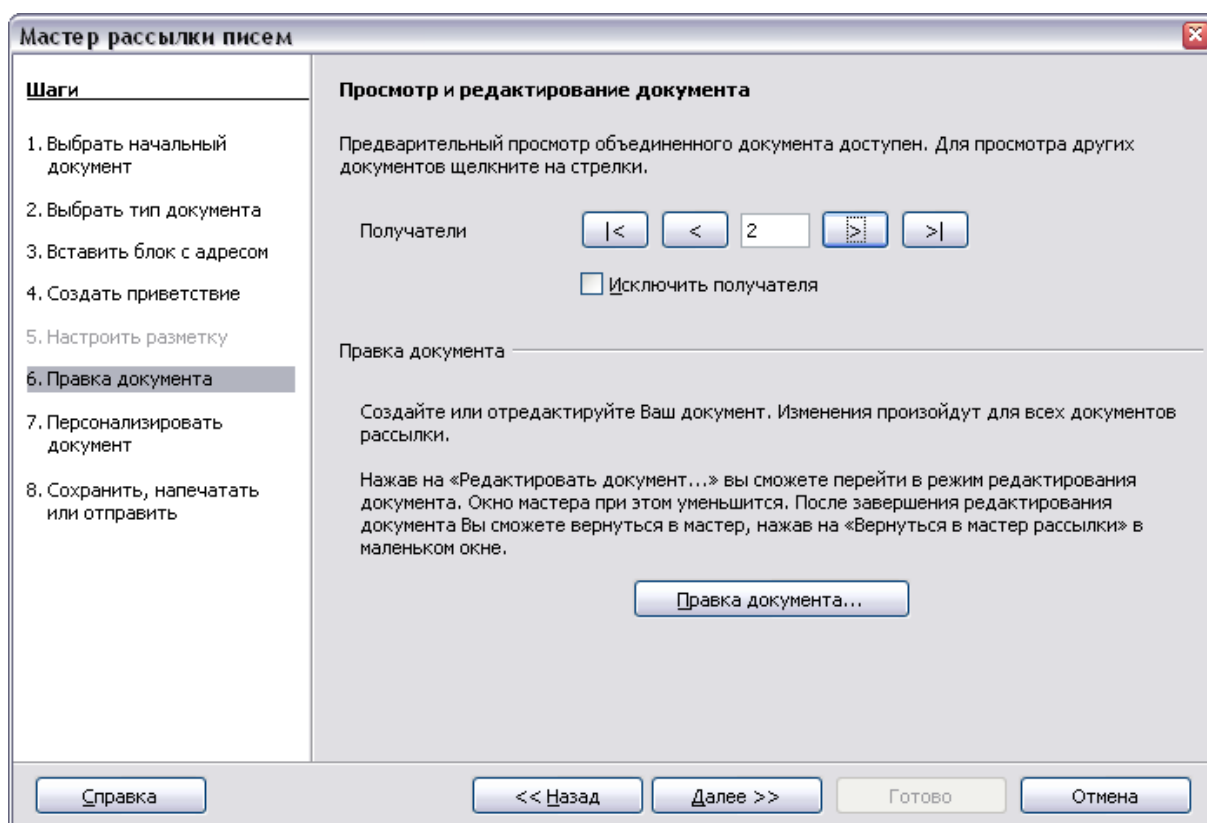 Мастер рассылки писем
Шаги
1. Выбрать начальный
документ
2. Выбрать тип документа
3. Вставить блок с адресом
4. Создать приветствие
5. Настроить разметку
6. Правка документа
7. Персонализировать
документ
8. Сохранить, напечатать
или отправить
Просмотр и редактирование документа
Предварительный просмотр объединенного документа доступен. Для просмотра других
документов щелкните на стрелки.
Получатели |< < 2 > >|
Исключить получателя
Правка документа
Создайте или отредактируйте Ваш документ. Изменения произойдут для всех документов
рассылки.
Нажав на «Редактировать документ...» вы сможете перейти в режим редактирования
документа. Окно мастера при этом уменьшится. После завершения редактирования
документа Вы сможете вернуться в мастер, нажав на «Вернуться в мастер рассылки» в
маленьком окне.
Правка документа...
Справка << Назад Далее >> Готово Отмена